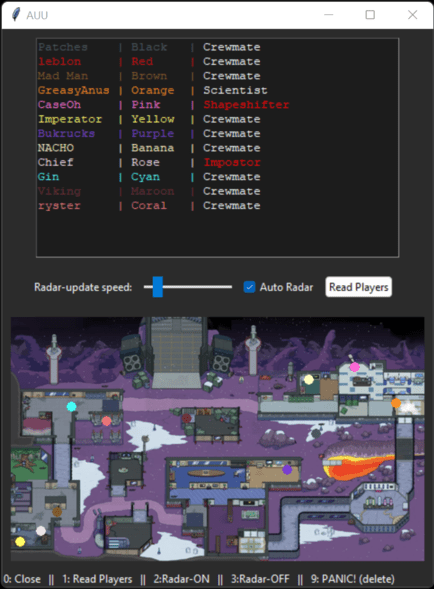 AUU
Patches | Black | Crewmate
leblon | Red | Crewmate
Mad Man | Brown | Crewmate
GreasyAnus | Orange | Scientist
CaseOh | Pink | Shapeshifter
Imperator | Yellow | Crewmate
Bukrucks | Purple | Crewmate
NACHO | Banana | Crewmate
Chief | Rose | Impostor
Gin | Cyan | Crewmate
Viking | Maroon | Crewmate
ryster | Coral | Crewmate
Radar-update speed: Auto Radar Read Players
0: Close || 1: Read Players || 2:Radar-ON || 3:Radar-OFF || 9: PANIC! (delete)